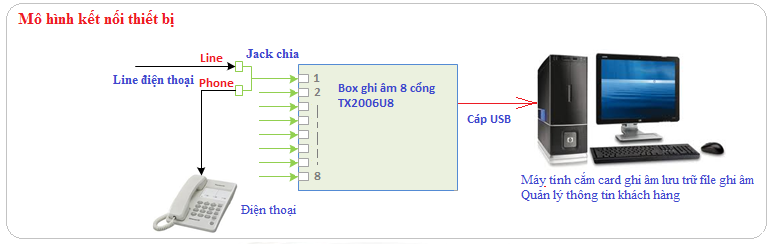 Mô hình kết nối thiết bị
Line
Jack chia
Line điện thoại
Phone
1
2
8
Box ghi âm 8 cổng
TX2006U8
Cáp USB
Điện thoại
Máy tính cắm card ghi âm lưu trữ file ghi âm
Quản lý thông tin khách hàng